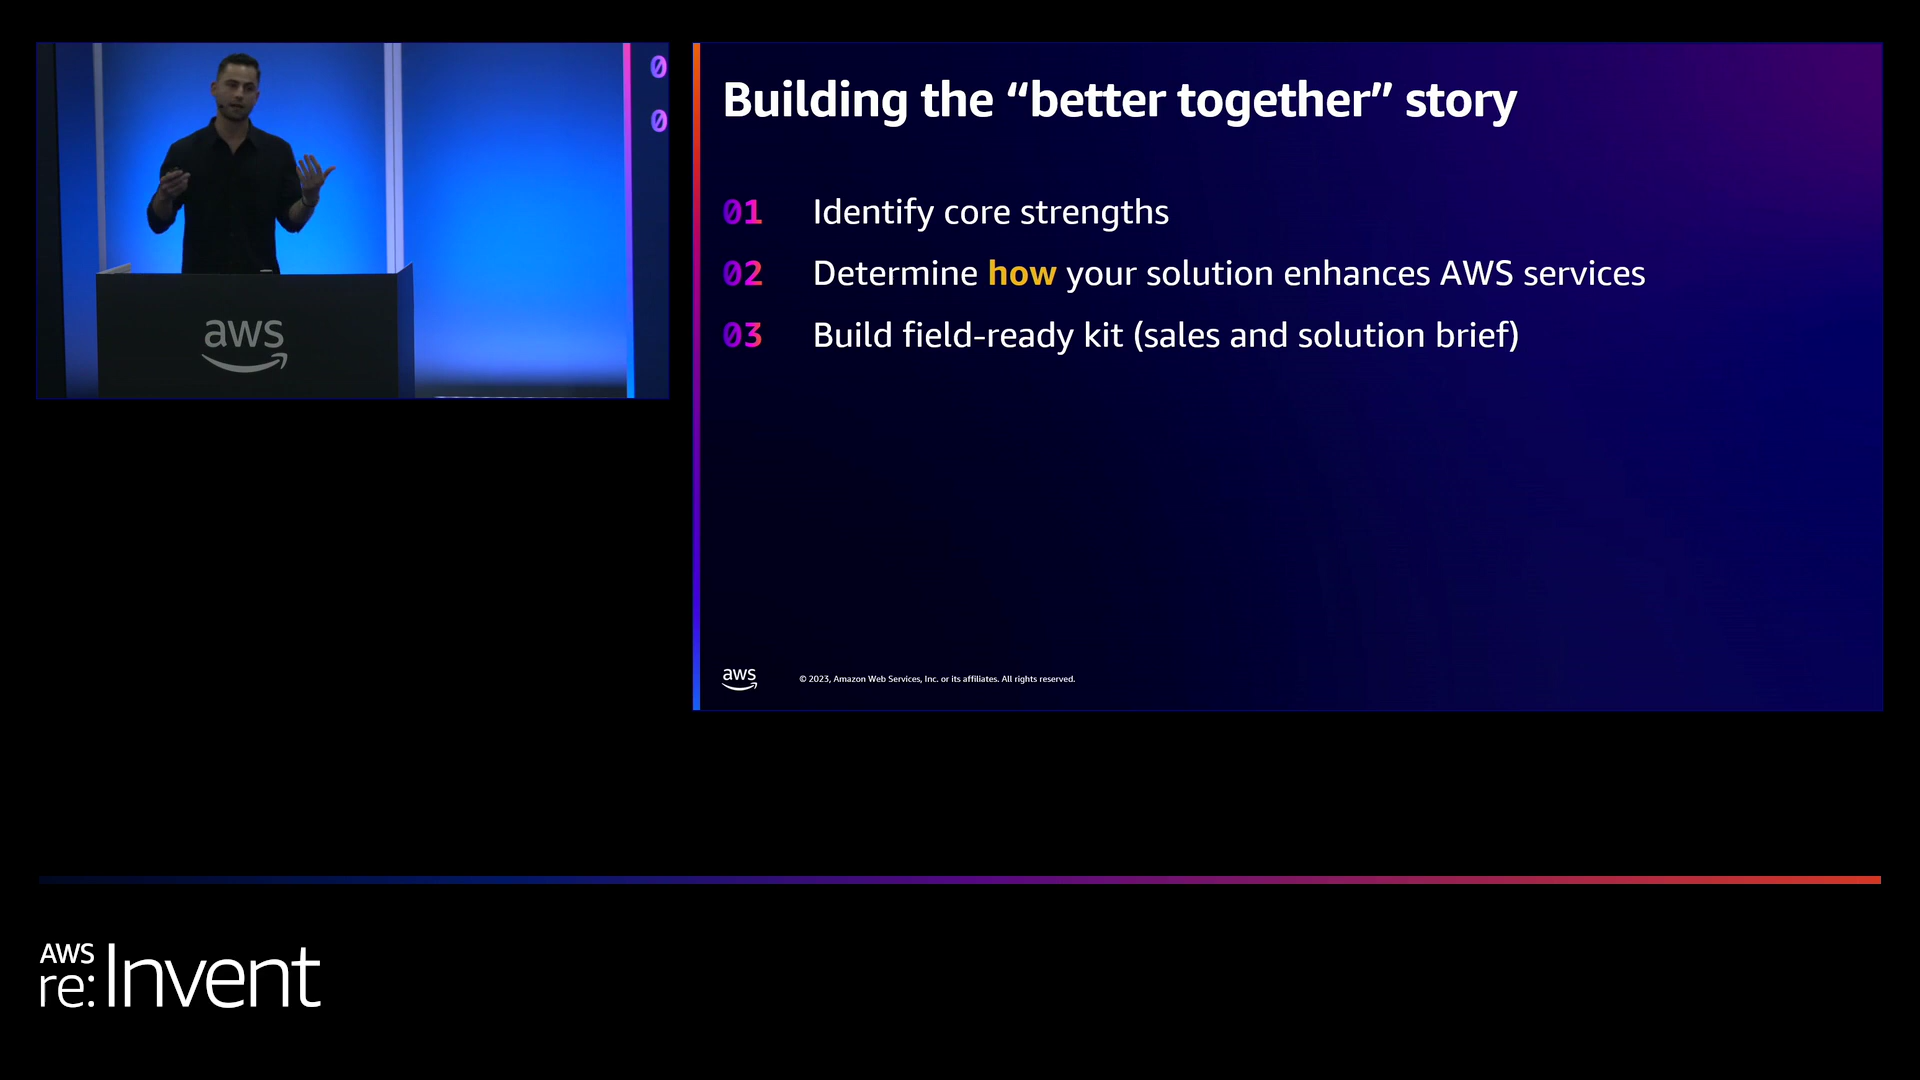 0
0
aws
Building the “better together” story
01 Identify core strengths
02 Determine how your solution enhances AWS services
03 Build field-ready kit (sales and solution brief)
aws
© 2023, Amazon Web Services, Inc. or its affiliates. All rights reserved.
AWS
re:Invent